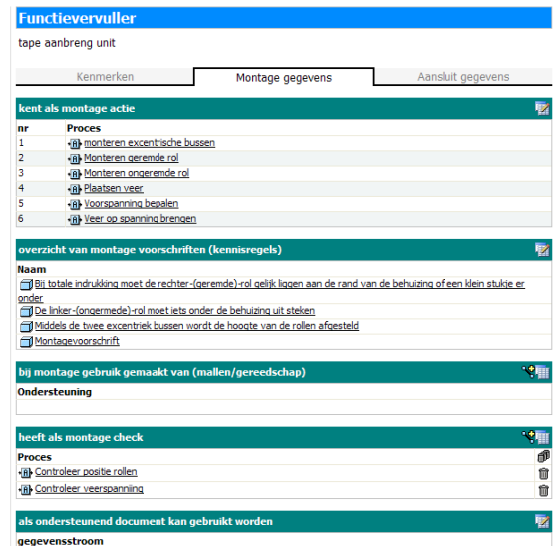 Functievervuller
tape aanbreng unit
Kenmerken Montage gegevens Aansluit gegevens
kent als montage actie
nr Proces
1 monteren excentische bussen
2 Monteren geremde rol
3 Monteren ongeremde rol
4 Plaatsen veer
5 Voorspanning bepalen
6 Veer op spanning brengen
overzicht van montage voorschriften (kennisregels)
Naam
Bij totale indrukking moet de rechter-(geremde)-rol gelijk liggen aan de rand van de behuizing of een klein stukje er
onder
De linker-(ongermede)-rol moet iets onder de behuizing uit steken
Middels de twee excentriek bussen wordt de hoogte van de rollen afgesteld
Montagevoorschrift
bij montage gebruik gemaakt van (mallen/gereedschap)
Ondersteuning
heeft als montage check
Proces
Controleer positie rollen
Controleer veerspanniing
als ondersteunend document kan gebruikt worden
gegevensstroom